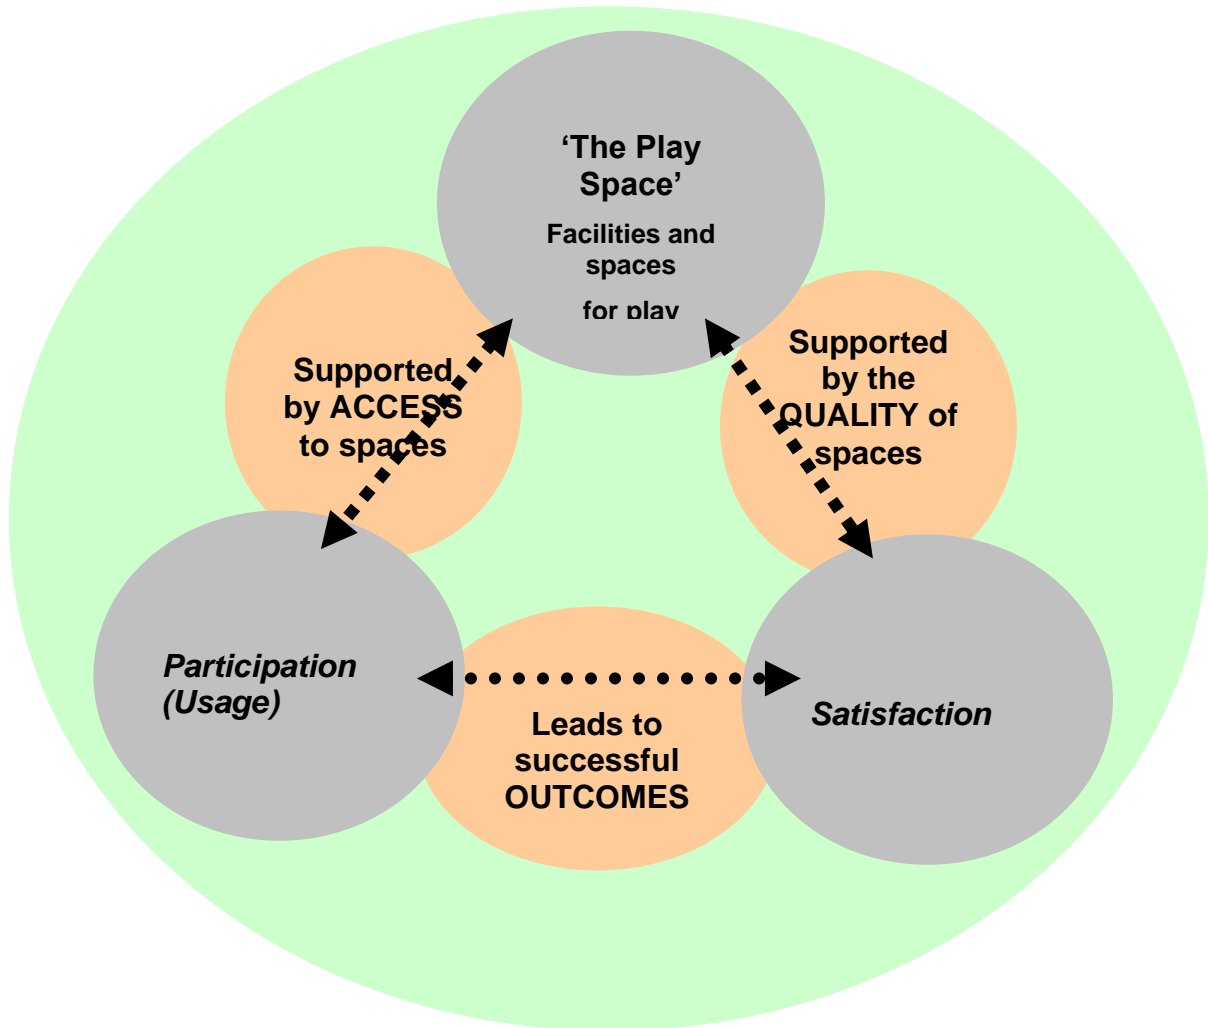 ‘The Play
Space’
Facilities and
spaces
for play
Supported
by ACCESS
to spaces
Supported
by the
QUALITY of
spaces
Participation
(Usage)
Satisfaction
Leads to
successful
OUTCOMES